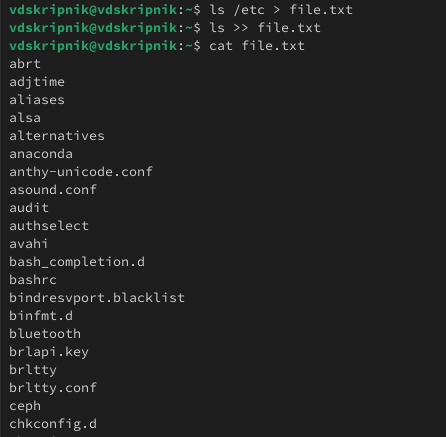 vdskripnik@vdskripnik:~$ ls /etc > file.txt
vdskripnik@vdskripnik:~$ ls >> file.txt
vdskripnik@vdskripnik:~$ cat file.txt
abrt
adjtime
aliases
alsa
alternatives
anaconda
anthy-unicode.conf
asound.conf
audit
authselect
avahi
bash_completion.d
bashrc
bindresvport.blacklist
binfmt.d
bluetooth
brlapi.key
brltty
brltty.conf
ceph
chkconfig.d